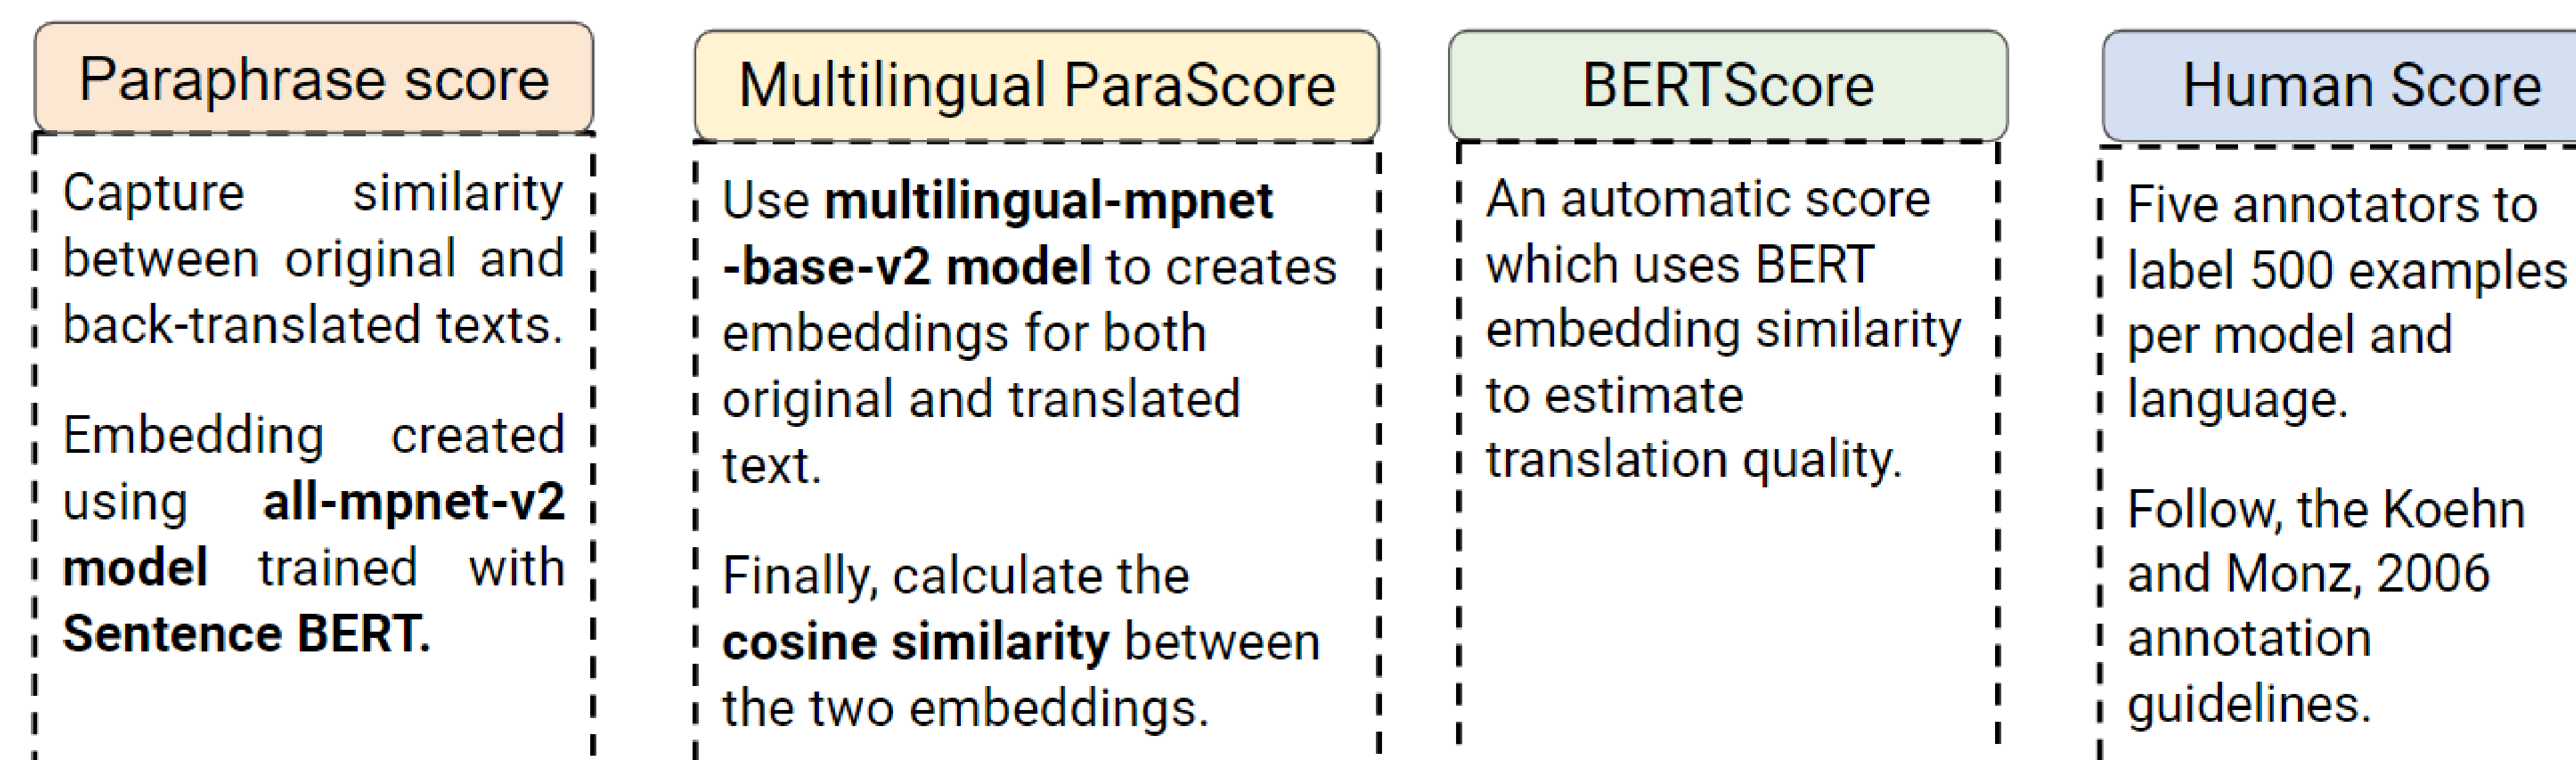 Paraphrase score
Capture similarity
between original and
back-translated texts.
Embedding created
using all-mpnet-v2
model trained with
Sentence BERT.
Multilingual ParaScore
Use multilingual-mpnet
-base-v2 model to creates
embeddings for both
original and translated
text.
Finally, calculate the
cosine similarity between
the two embeddings.
BERTScore
An automatic score
which uses BERT
embedding similarity
to estimate
translation quality.
Human Score
Five annotators to
label 500 examples
per model and
language.
Follow, the Koehn
and Monz, 2006
annotation
guidelines.